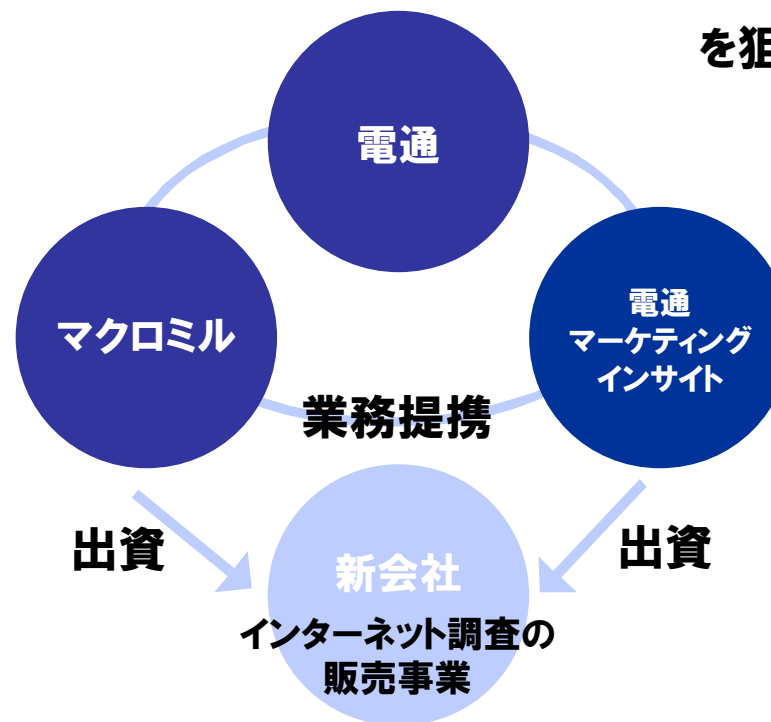 を狙
電通
マクロミル
電通
マーケティング
インサイト
業務提携
出資
出資
新会社
インターネット調査の
販売事業